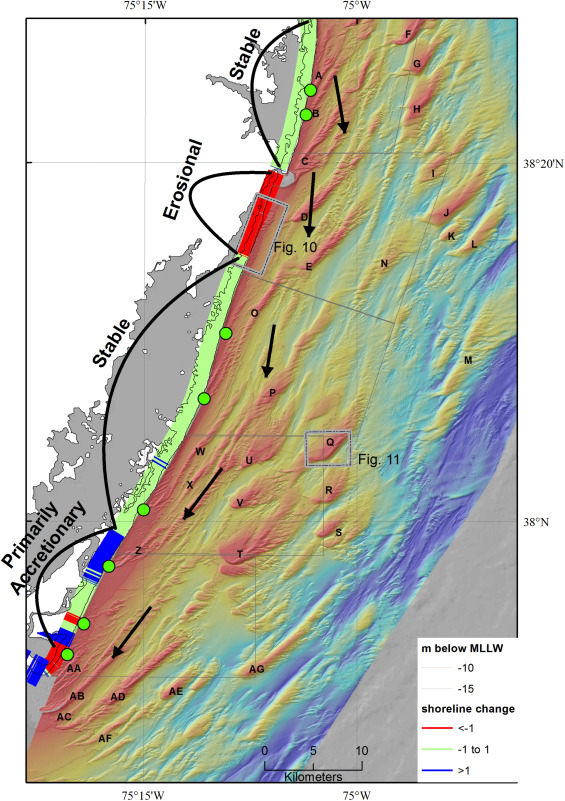 75°15'W
75°W
F
Stable
G
A
H
B
C
38°20'N
I
Erosional
J
D
K
L
Fig. 10
N
E
O
Stable
M
P
Q
W
U
Fig. 11
X
R
V
S
38°N
Primarily
Accretionary
Z
T
m below MLLW
-10
-15
AA
AG
AE
AB
AD
shoreline change
AC
<-1
AF
-1 to 1
0 5 10
>1
Kilometers
75°15'W
75°W